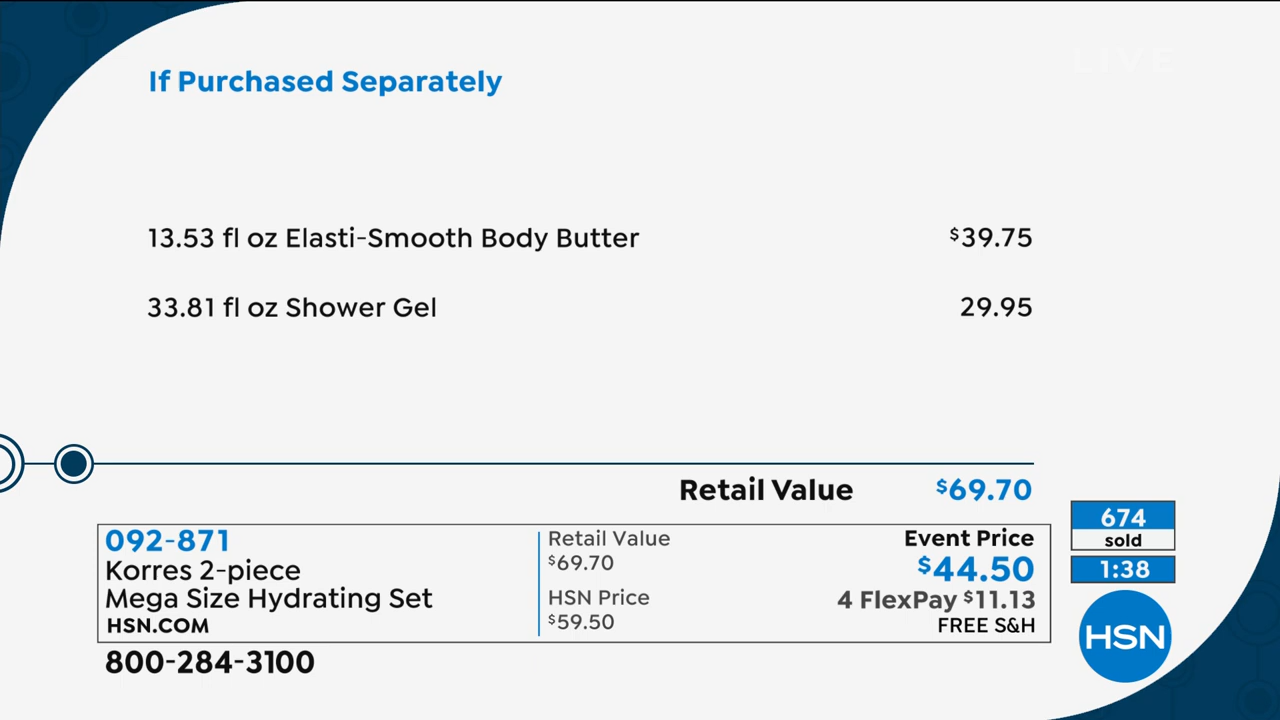 LIVE
If Purchased Separately
13.53 fl oz Elasti-Smooth Body Butter $39.75
33.81 fl oz Shower Gel 29.95
Retail Value $69.70
092-871
Korres 2-piece
Mega Size Hydrating Set
HSN.COM
Retail Value
$69.70
HSN Price
$59.50
Event Price
$44.50
4 FlexPay $11.13
FREE S&H
674
sold
1:38
HSN
800-284-3100